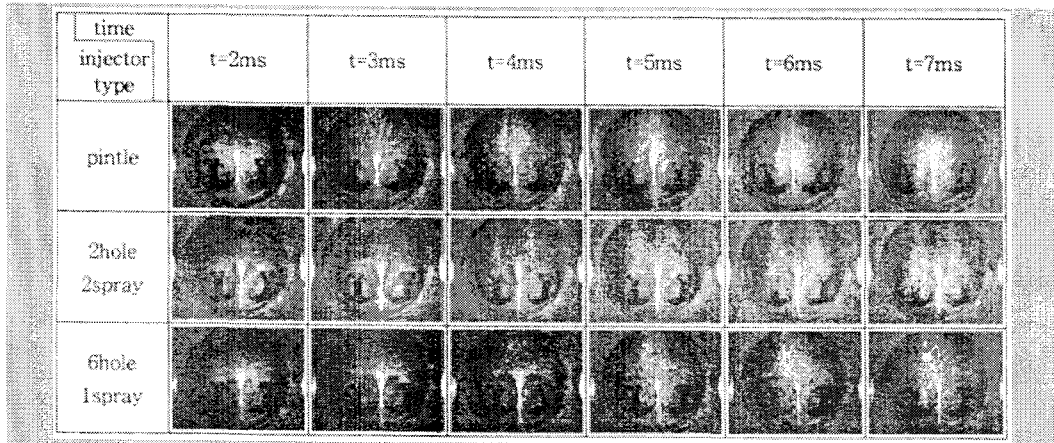 time
injector
type
t=2ms
t=3ms
t=4ms
t=5ms
t=6ms
t=7ms
pintle
2hole
2spray
6hole
1spray